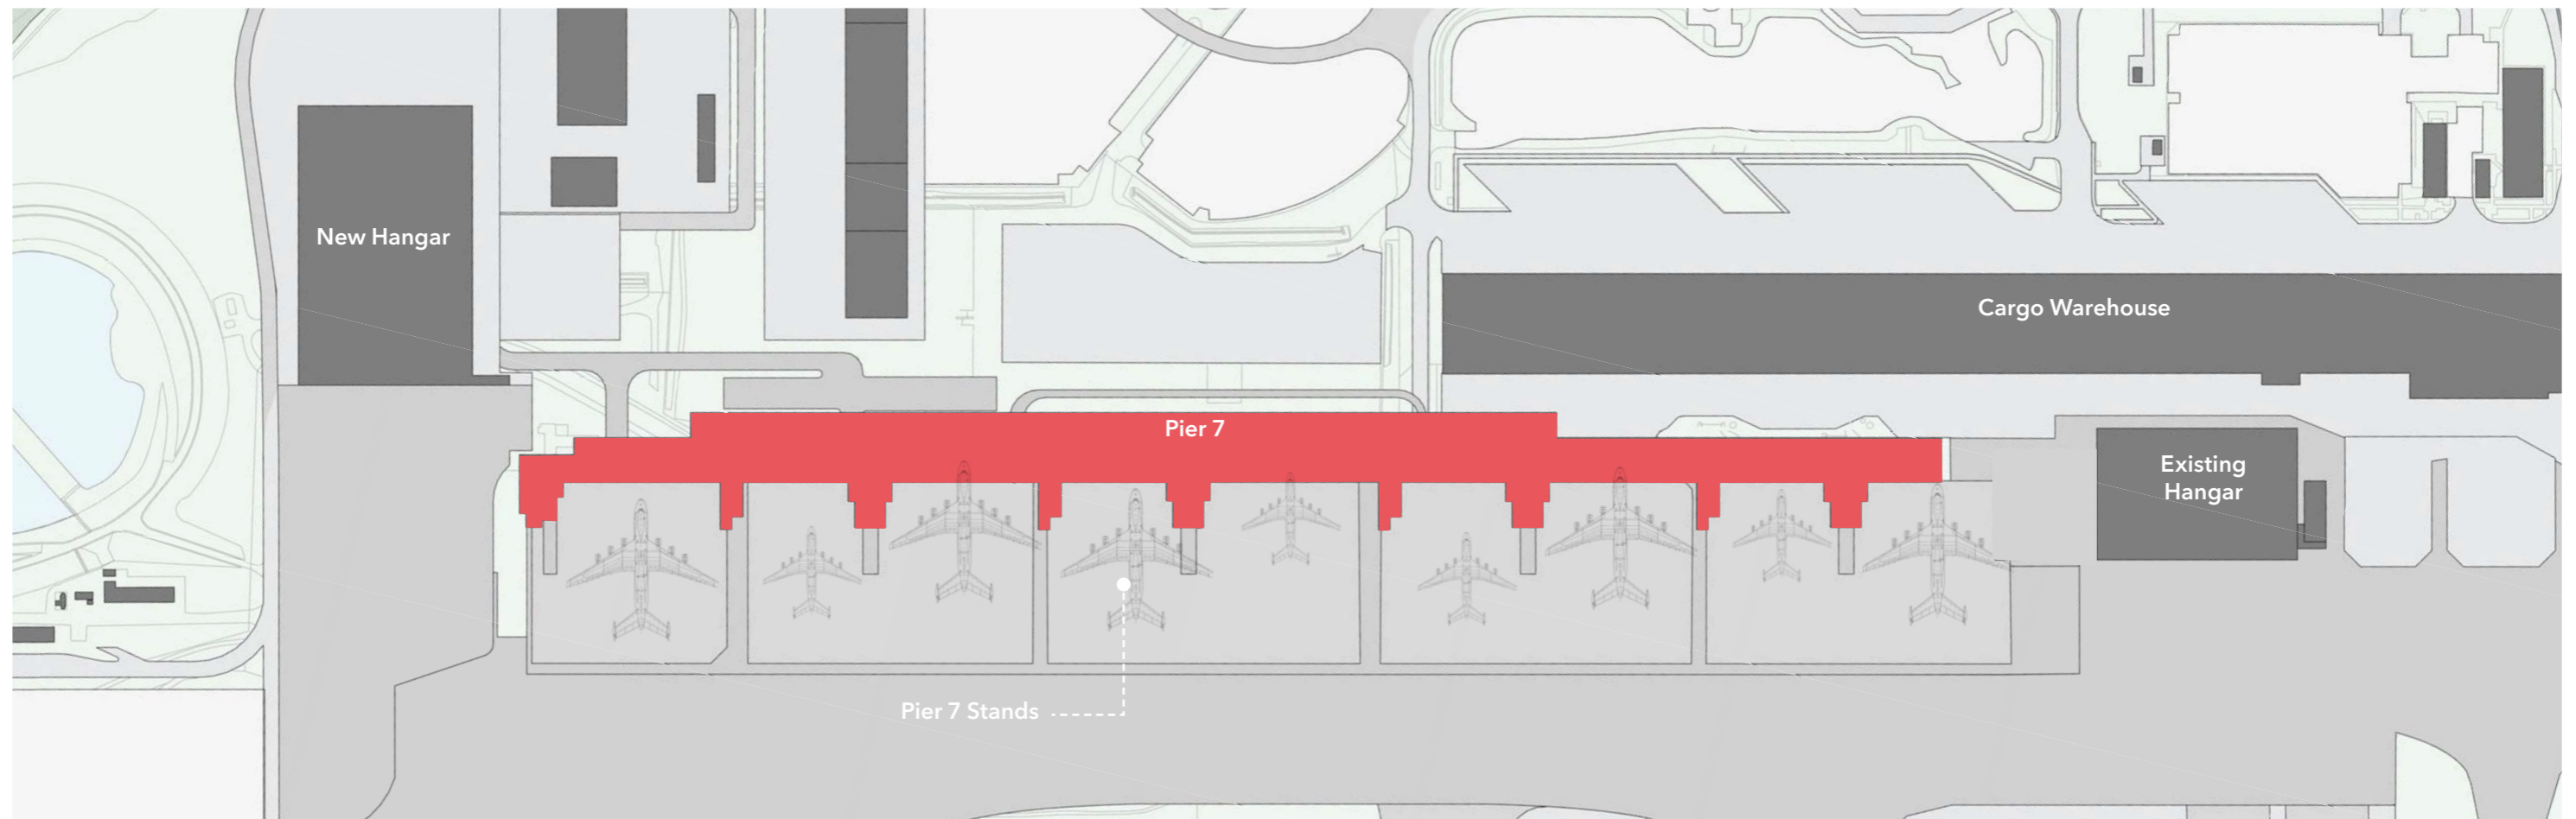 New Hangar
Cargo Warehouse
Pier 7
Existing
Hangar
Pier 7 Stands